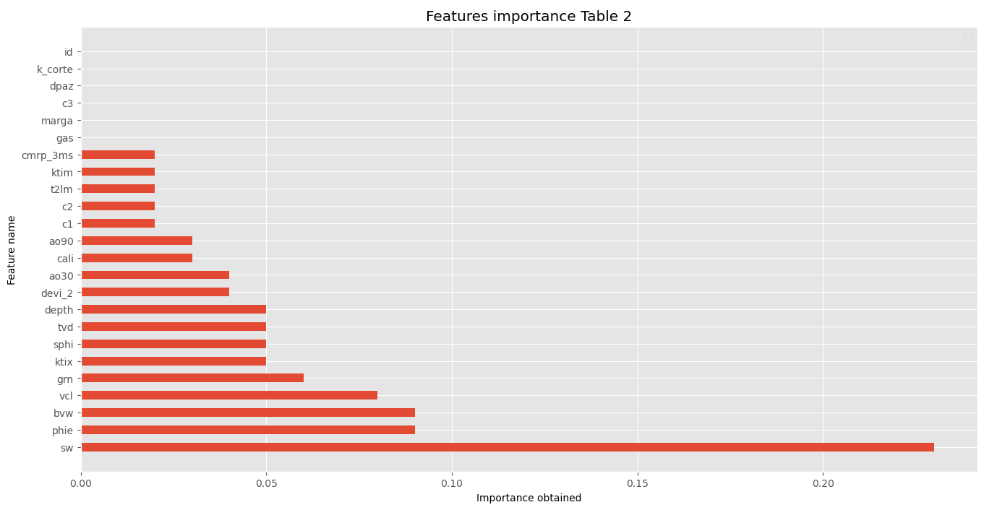 Features importance Table 2
Feature name
id
k_corte
dpaz
c3
marga
gas
cmrp_3ms
ktim
t2lm
c2
c1
ao90
cali
ao30
devi_2
depth
tvd
sphi
ktix
grn
vcl
bvw
phie
sw
0.00 0.05 0.10 0.15 0.20
Importance obtained